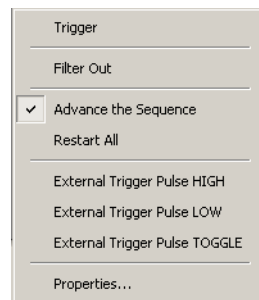 Trigger
Filter Out
Advance the Sequence
Restart All
External Trigger Pulse HIGH
External Trigger Pulse LOW
External Trigger Pulse TOGGLE
Properties...